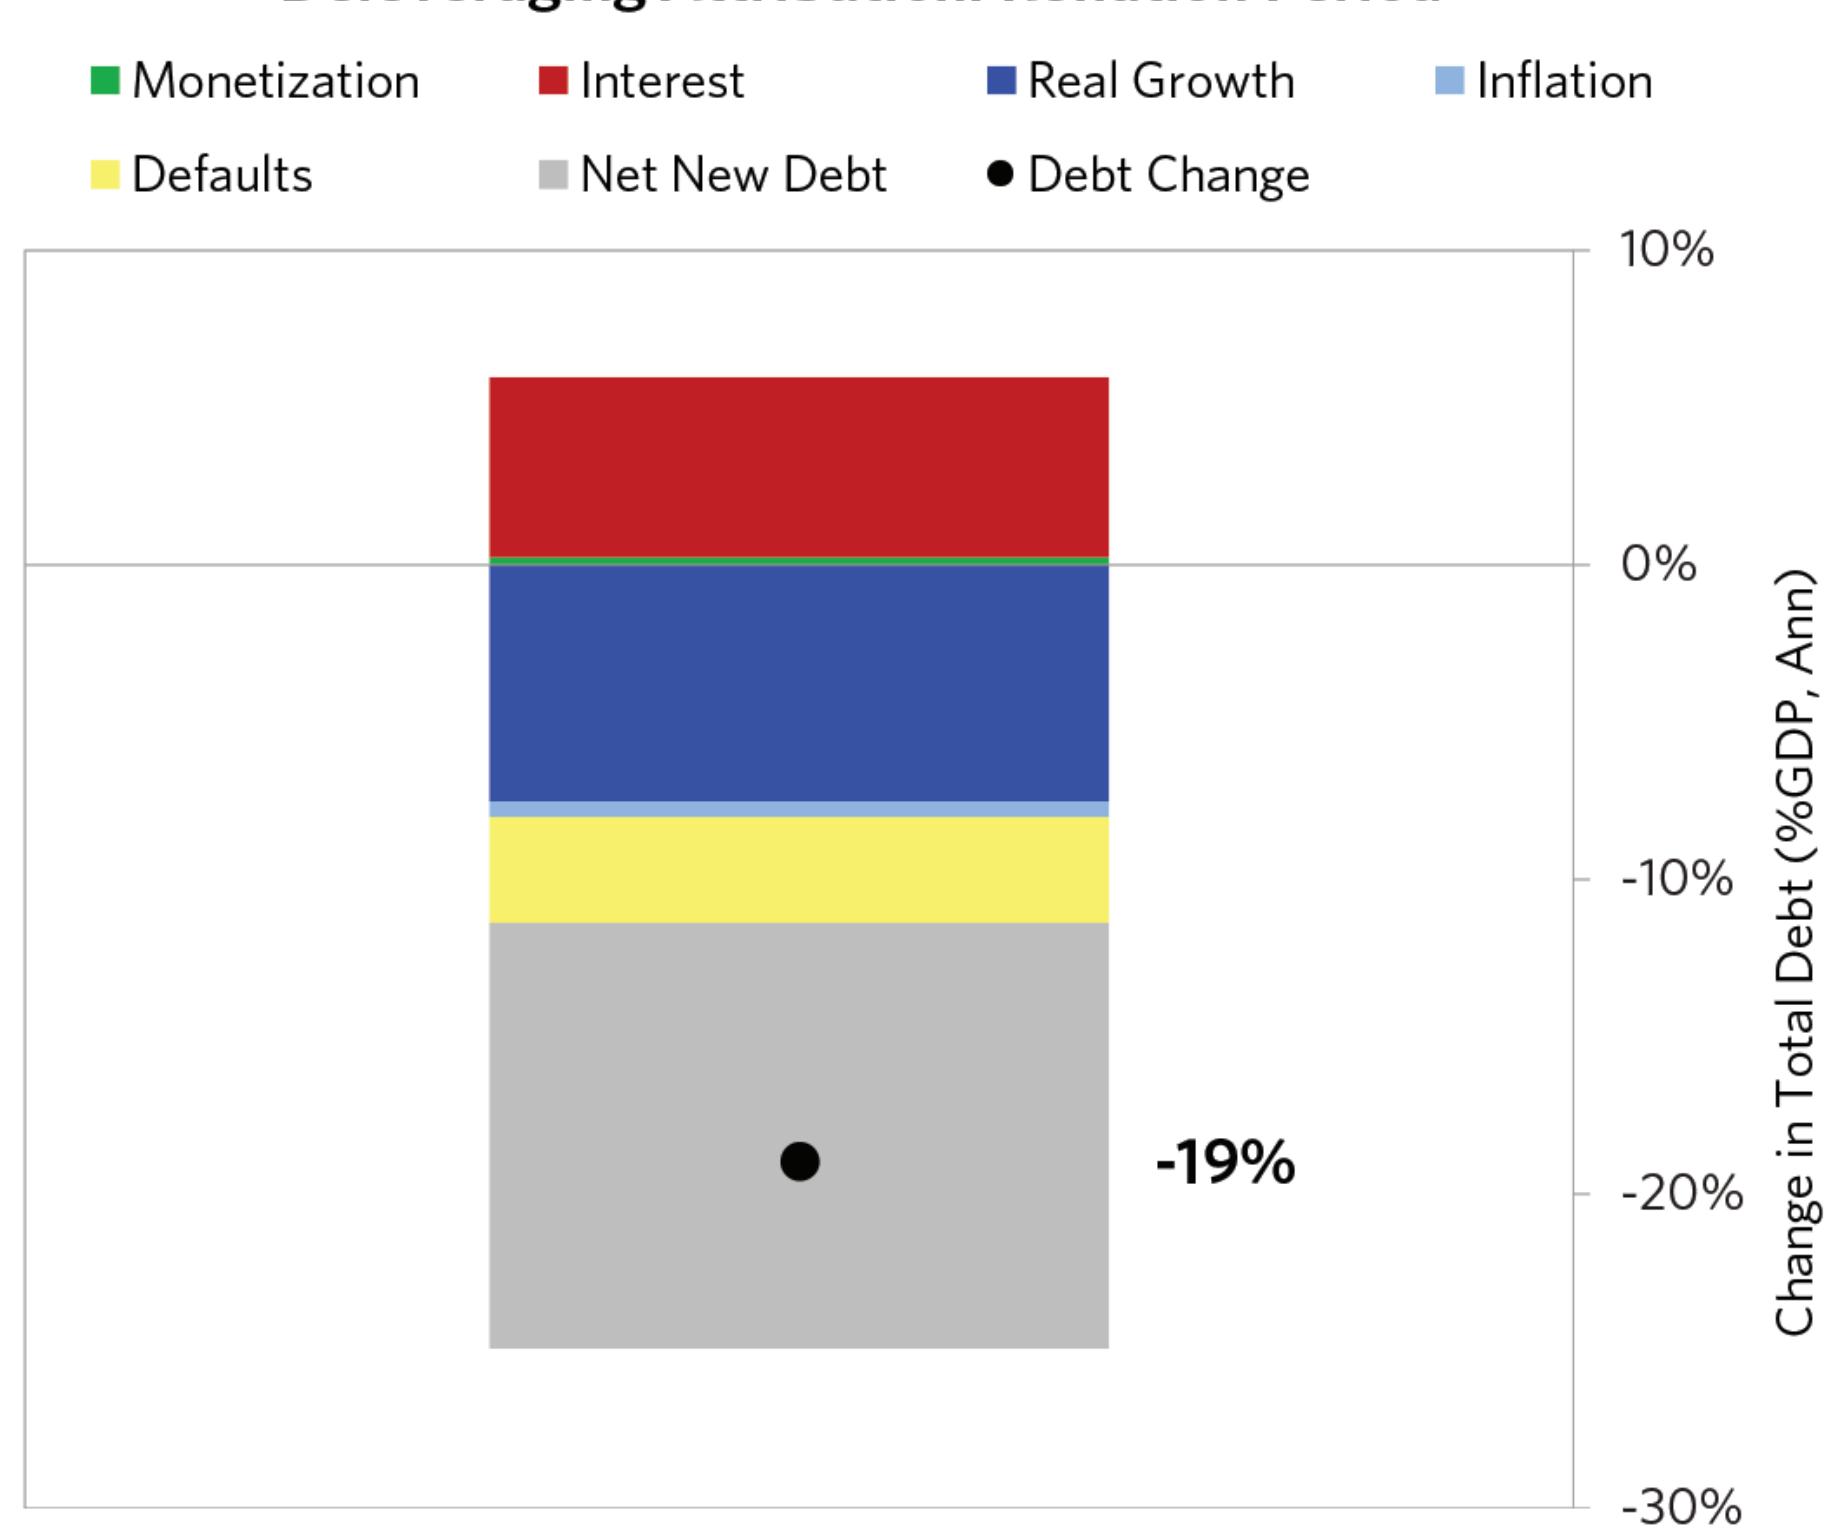 Monetization Interest Real Growth Inflation
Defaults Net New Debt Debt Change
10%
0%
-10%
-19%
-20%
-30%
Change in Total Debt (%GDP, Ann)